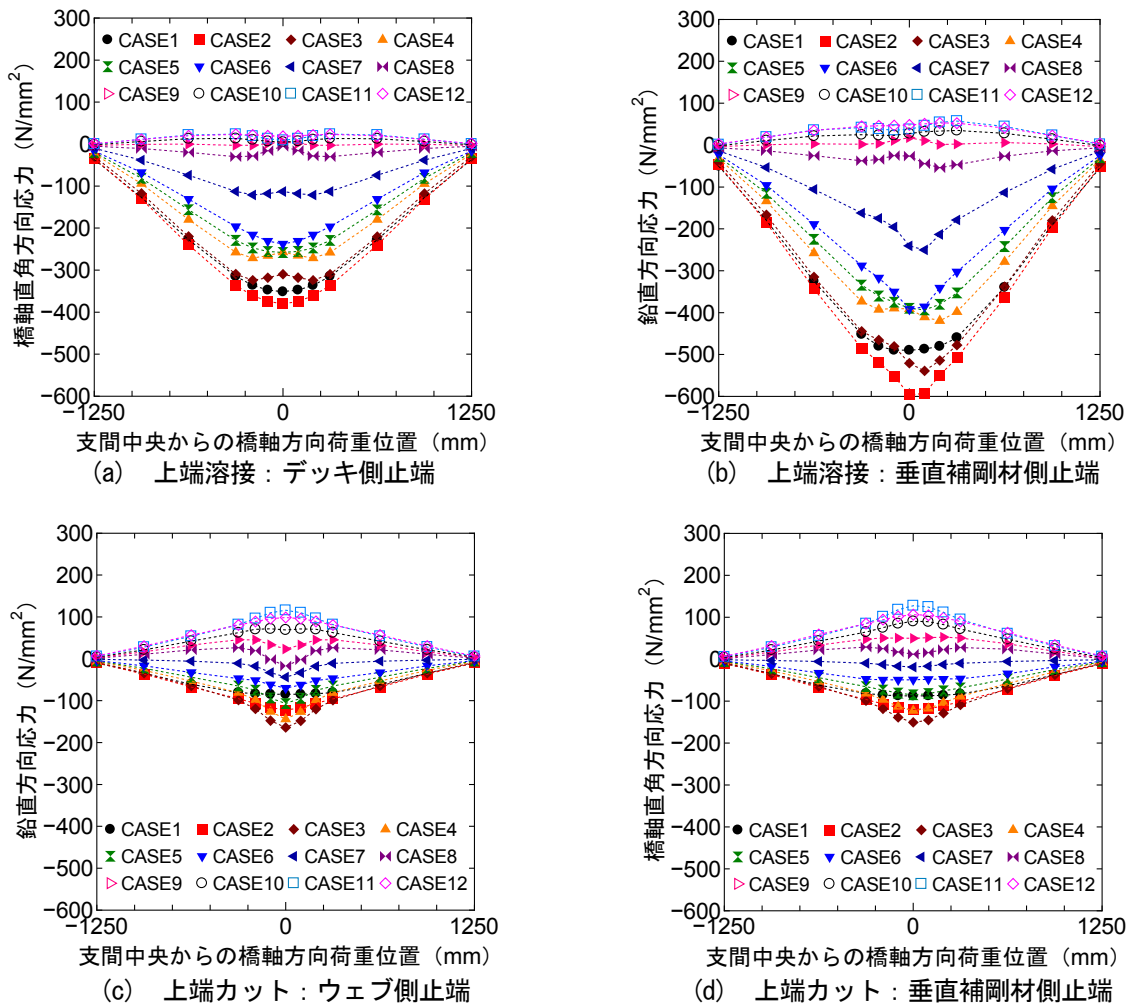 300
200
100
0
−100
−200
−300
−400
−500
−600
橋軸直角方向応力（N/mm²）
CASE1 CASE2 CASE3 CASE4
CASE5 CASE6 CASE7 CASE8
CASE9 CASE10 CASE11 CASE12
−1250 0 1250
支間中央からの橋軸方向荷重位置（mm）
(a) 上端溶接：デッキ側止端
300
200
100
0
−100
−200
−300
−400
−500
−600
鉛直方向応力（N/mm²）
CASE1 CASE2 CASE3 CASE4
CASE5 CASE6 CASE7 CASE8
CASE9 CASE10 CASE11 CASE12
−1250 0 1250
支間中央からの橋軸方向荷重位置（mm）
(b) 上端溶接：垂直補剛材側止端
300
200
100
0
−100
−200
−300
−400
−500
−600
鉛直方向応力（N/mm²）
CASE1 CASE2 CASE3 CASE4
CASE5 CASE6 CASE7 CASE8
CASE9 CASE10 CASE11 CASE12
−1250 0 1250
支間中央からの橋軸方向荷重位置（mm）
(c) 上端カット：ウェブ側止端
300
200
100
0
−100
−200
−300
−400
−500
−600
橋軸直角方向応力（N/mm²）
CASE1 CASE2 CASE3 CASE4
CASE5 CASE6 CASE7 CASE8
CASE9 CASE10 CASE11 CASE12
−1250 0 1250
支間中央からの橋軸方向荷重位置（mm）
(d) 上端カット：垂直補剛材側止端